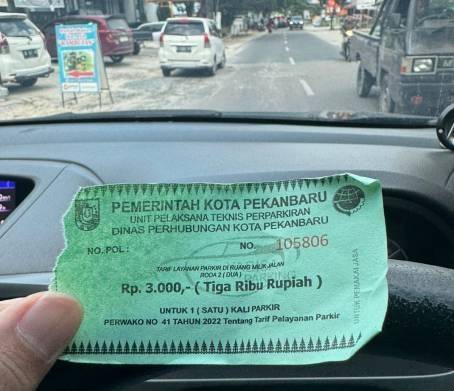 PEMERINTAH KOTA PEKANBARU
UNIT PELAKSANA TEKNIS PERPARKIRAN
DINAS PERHUBUNGAN KOTA PEKANBARU
NO. POL :
NO. 105806
TARIF LAYANAN PARKIR DI RUANG MILIK JALAN
RODA 2 ( DUA )
PARKING
Rp. 3.000,- ( Tiga Ribu Rupiah )
UNTUK 1 ( SATU ) KALI PARKIR
PERWAKO NO 41 TAHUN 2022 Tentang Tarif Pelayanan Parkir
UNTUK PEMAKAI JASA